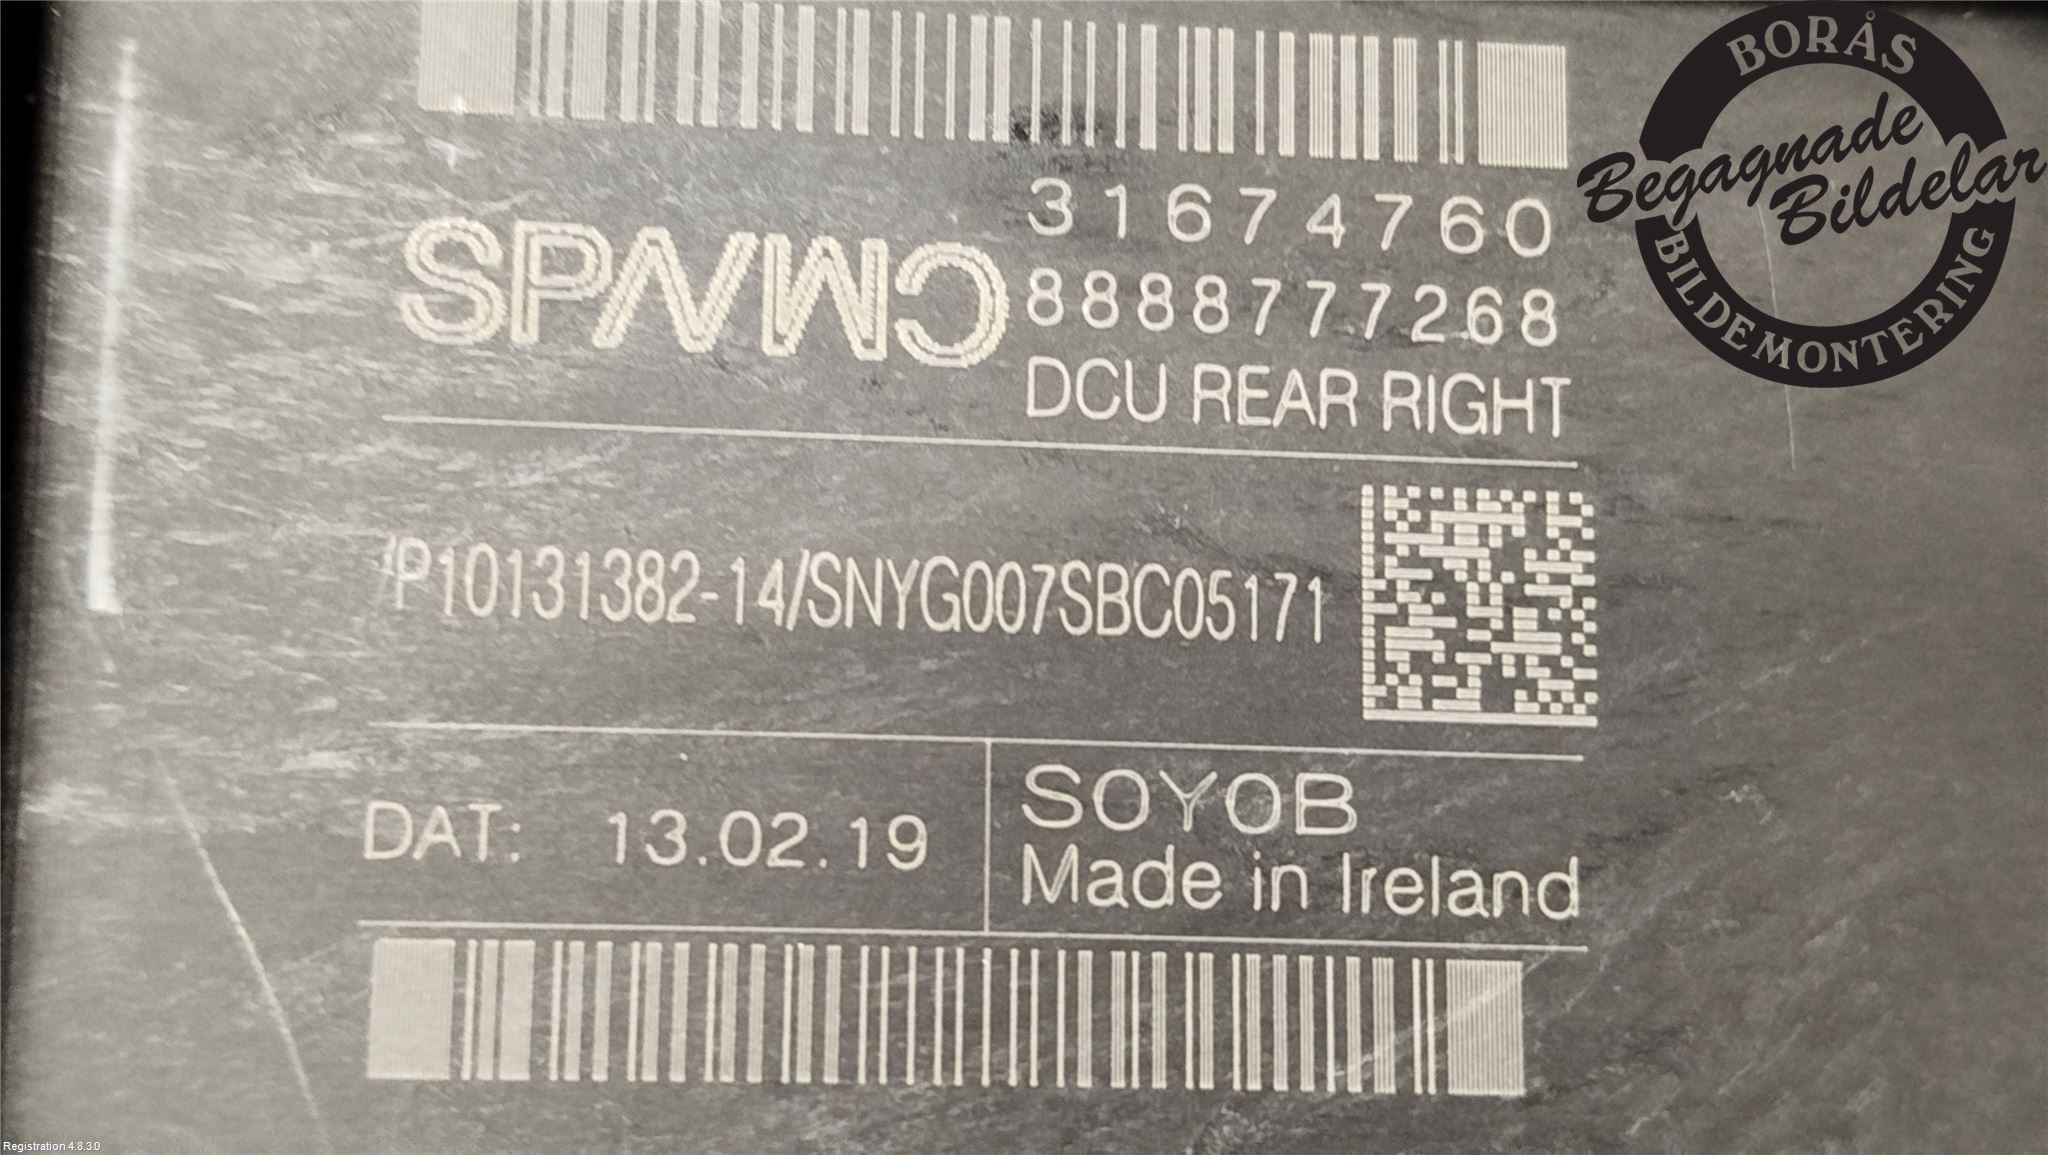 31674760
8888777268
DCU REAR RIGHT
P10131382-14/SNYG007SBC05171
DAT: 13.02.19
SOYOB
Made in Ireland
BORÅS
Begagnade
Bildelar
BILDEMONTERING
Registration 4.8.3.0